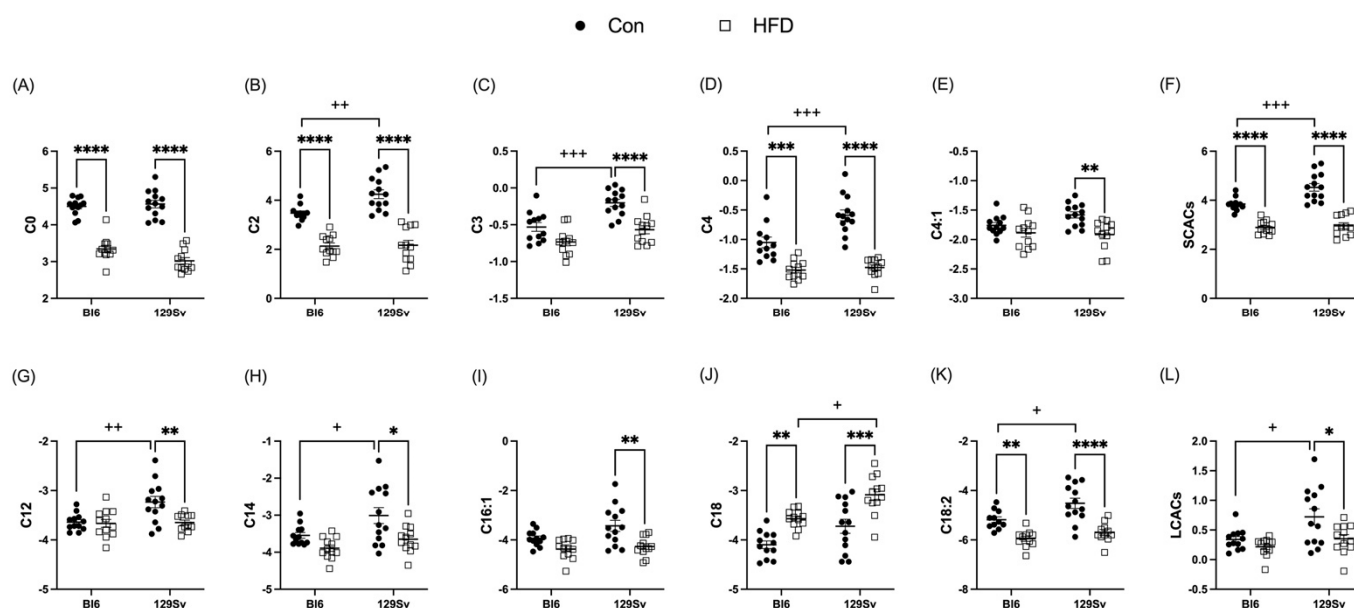 Con HFD
(A) (B) (C) (D) (E) (F)
++ +++ +++ +++
**** **** **** **** **** *** **** ** **** ****
C0
6
5
4
3
2
Bl6 129Sv
C2
6
4
2
0
Bl6 129Sv
C3
0.5
0.0
-0.5
-1.0
-1.5
Bl6 129Sv
C4
0.5
0.0
-0.5
-1.0
-1.5
-2.0
Bl6 129Sv
C4:1
-0.5
-1.0
-1.5
-2.0
-2.5
-3.0
Bl6 129Sv
SCACs
6
4
2
0
Bl6 129Sv
(G) (H) (I) (J) (K) (L)
++ + + + +
** * ** ** *** ** **** *
C12
-2
-3
-4
-5
Bl6 129Sv
C14
-1
-2
-3
-4
-5
Bl6 129Sv
C16:1
0
-2
-4
-6
Bl6 129Sv
C18
-2
-3
-4
-5
Bl6 129Sv
C18:2
-2
-4
-6
-8
Bl6 129Sv
LCACs
2.0
1.5
1.0
0.5
0.0
-0.5
Bl6 129Sv